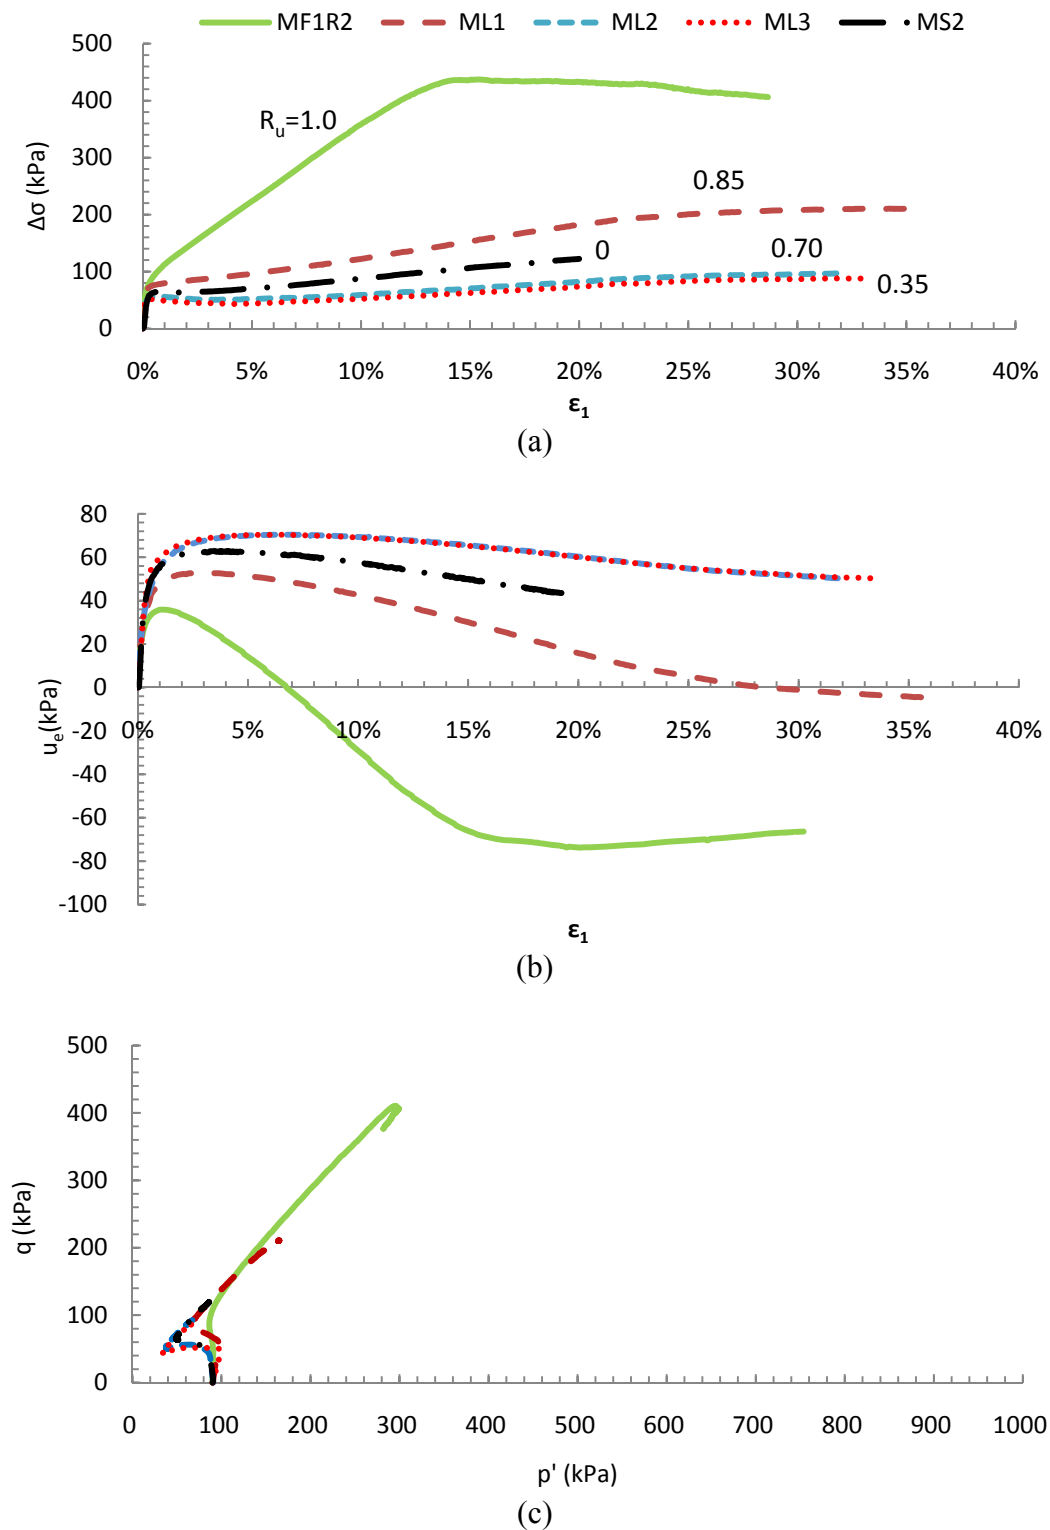 MF1R2 ML1 ML2 ML3 MS2
500
400
300
200
100
0
Δσ (kPa)
R_u=1.0
0.85
0
0.70
0.35
0% 5% 10% 15% 20% 25% 30% 35% 40%
ε₁
(a)
80
60
40
20
0
-20
-40
-60
-80
-100
u_e(kPa)
0% 5% 10% 15% 20% 25% 30% 35% 40%
ε₁
(b)
500
400
300
200
100
0
q (kPa)
0 100 200 300 400 500 600 700 800 900 1000
p' (kPa)
(c)